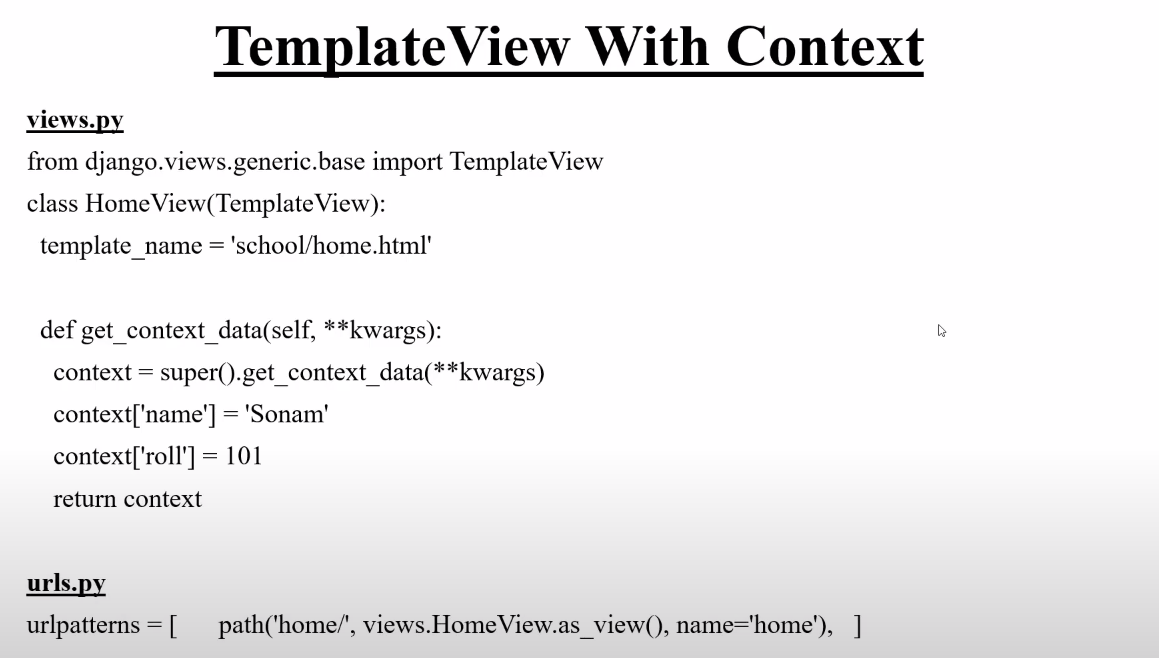 TemplateView With Context
views.py
from django.views.generic.base import TemplateView
class HomeView(TemplateView):
template_name = 'school/home.html'
def get_context_data(self, **kwargs):
context = super().get_context_data(**kwargs)
context['name'] = 'Sonam'
context['roll'] = 101
return context
urls.py
urlpatterns = [ path('home/', views.HomeView.as_view(), name='home'), ]